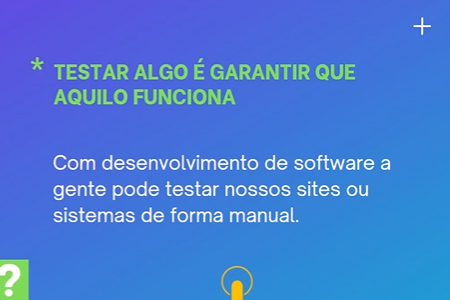 * TESTAR ALGO É GARANTIR QUE
AQUILO FUNCIONA
Com desenvolvimento de software a
gente pode testar nossos sites ou
sistemas de forma manual.
?